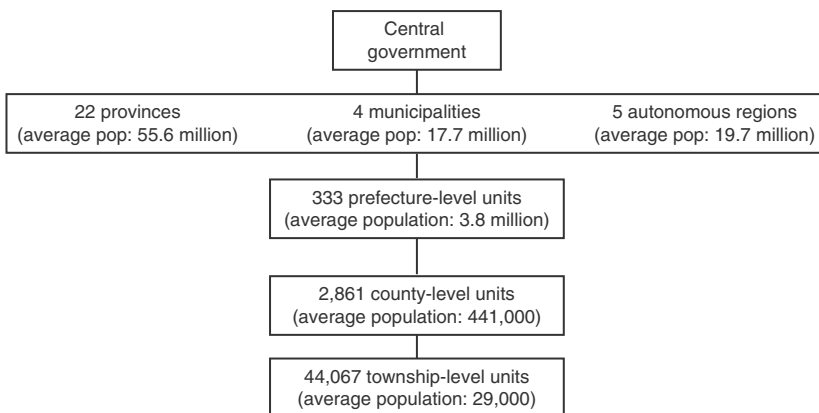 Central
government
22 provinces
(average pop: 55.6 million)
4 municipalities
(average pop: 17.7 million)
5 autonomous regions
(average pop: 19.7 million)
333 prefecture-level units
(average population: 3.8 million)
2,861 county-level units
(average population: 441,000)
44,067 township-level units
(average population: 29,000)